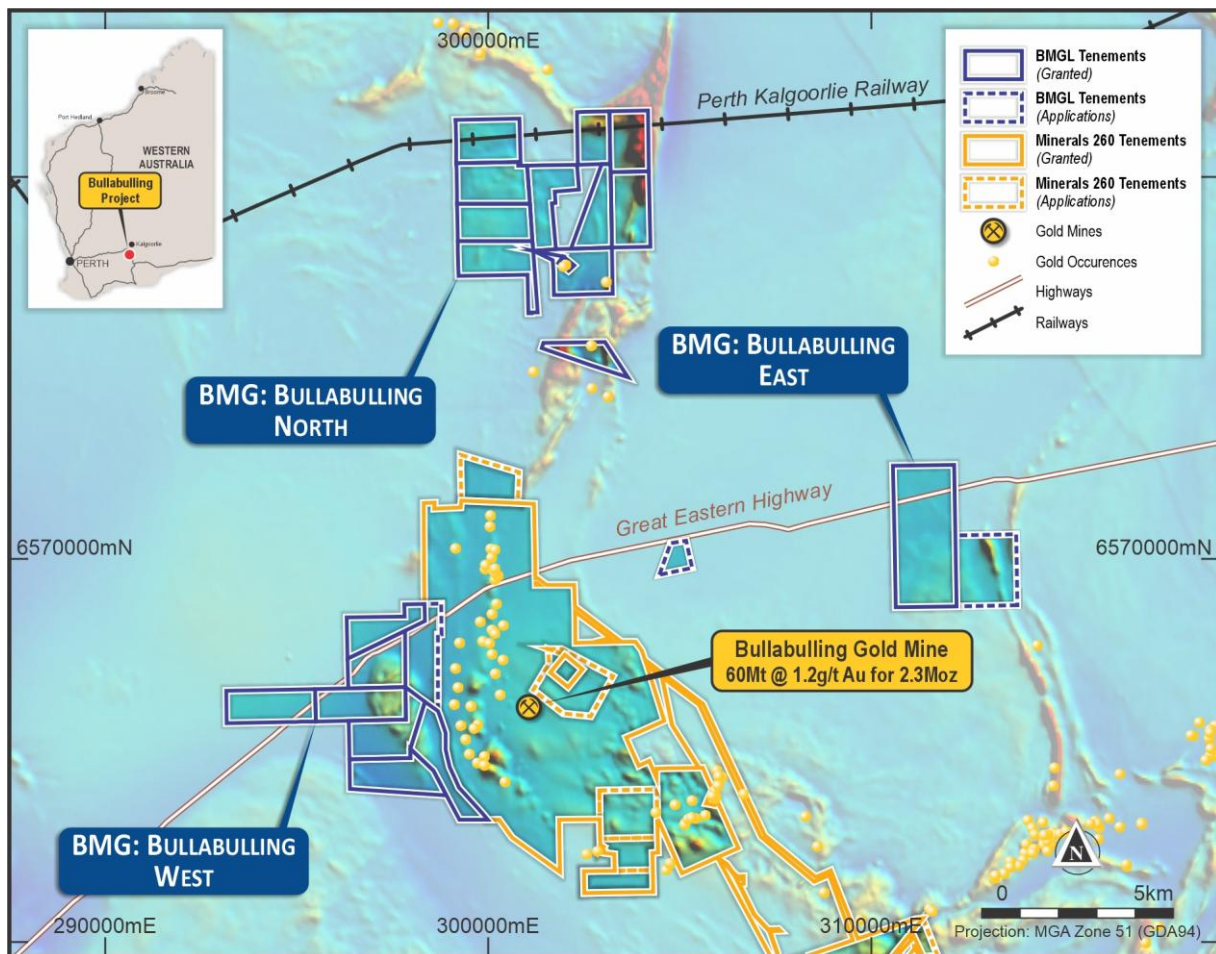 300000mE
Perth Kalgoorlie Railway
Broome
Port Hedland
WESTERN
AUSTRALIA
Bullabulling
Project
Kalgoorlie
PERTH
BMGL Tenements
(Granted)
BMGL Tenements
(Applications)
Minerals 260 Tenements
(Granted)
Minerals 260 Tenements
(Applications)
Gold Mines
Gold Occurences
Highways
Railways
BMG: BULLABULLING
NORTH
BMG: BULLABULLING
EAST
Great Eastern Highway
6570000mN
6570000mN
Bullabulling Gold Mine
60Mt @ 1.2g/t Au for 2.3Moz
BMG: BULLABULLING
WEST
N
0 5km
290000mE
300000mE
310000mE
Projection: MGA Zone 51 (GDA94)